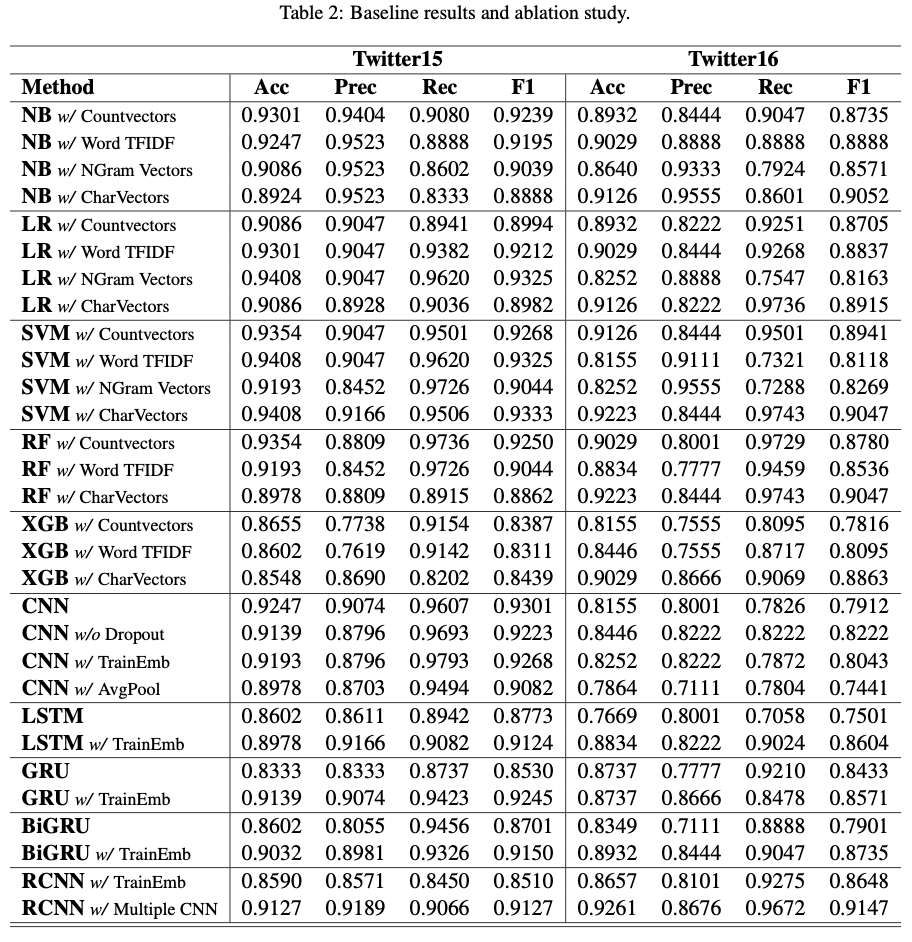 Table 2: Baseline results and ablation study.
Twitter15 Twitter16
Method Acc Prec Rec F1 Acc Prec Rec F1
NB w/ Countvectors 0.9301 0.9404 0.9080 0.9239 0.8932 0.8444 0.9047 0.8735
NB w/ Word TFIDF 0.9247 0.9523 0.8888 0.9195 0.9029 0.8888 0.8888 0.8888
NB w/ NGram Vectors 0.9086 0.9523 0.8602 0.9039 0.8640 0.9333 0.7924 0.8571
NB w/ CharVectors 0.8924 0.9523 0.8333 0.8888 0.9126 0.9555 0.8601 0.9052
LR w/ Countvectors 0.9086 0.9047 0.8941 0.8994 0.8932 0.8222 0.9251 0.8705
LR w/ Word TFIDF 0.9301 0.9047 0.9382 0.9212 0.9029 0.8444 0.9268 0.8837
LR w/ NGram Vectors 0.9408 0.9047 0.9620 0.9325 0.8252 0.8888 0.7547 0.8163
LR w/ CharVectors 0.9086 0.8928 0.9036 0.8982 0.9126 0.8222 0.9736 0.8915
SVM w/ Countvectors 0.9354 0.9047 0.9501 0.9268 0.9126 0.8444 0.9501 0.8941
SVM w/ Word TFIDF 0.9408 0.9047 0.9620 0.9325 0.8155 0.9111 0.7321 0.8118
SVM w/ NGram Vectors 0.9193 0.8452 0.9726 0.9044 0.8252 0.9555 0.7288 0.8269
SVM w/ CharVectors 0.9408 0.9166 0.9506 0.9333 0.9223 0.8444 0.9743 0.9047
RF w/ Countvectors 0.9354 0.8809 0.9736 0.9250 0.9029 0.8001 0.9729 0.8780
RF w/ Word TFIDF 0.9193 0.8452 0.9726 0.9044 0.8834 0.7777 0.9459 0.8536
RF w/ CharVectors 0.8978 0.8809 0.8915 0.8862 0.9223 0.8444 0.9743 0.9047
XGB w/ Countvectors 0.8655 0.7738 0.9154 0.8387 0.8155 0.7555 0.8095 0.7816
XGB w/ Word TFIDF 0.8602 0.7619 0.9142 0.8311 0.8446 0.7555 0.8717 0.8095
XGB w/ CharVectors 0.8548 0.8690 0.8202 0.8439 0.9029 0.8666 0.9069 0.8863
CNN 0.9247 0.9074 0.9607 0.9301 0.8155 0.8001 0.7826 0.7912
CNN w/o Dropout 0.9139 0.8796 0.9693 0.9223 0.8446 0.8222 0.8222 0.8222
CNN w/ TrainEmb 0.9193 0.8796 0.9793 0.9268 0.8252 0.8222 0.7872 0.8043
CNN w/ AvgPool 0.8978 0.8703 0.9494 0.9082 0.7864 0.7111 0.7804 0.7441
LSTM 0.8602 0.8611 0.8942 0.8773 0.7669 0.8001 0.7058 0.7501
LSTM w/ TrainEmb 0.8978 0.9166 0.9082 0.9124 0.8834 0.8222 0.9024 0.8604
GRU 0.8333 0.8333 0.8737 0.8530 0.8737 0.7777 0.9210 0.8433
GRU w/ TrainEmb 0.9139 0.9074 0.9423 0.9245 0.8737 0.8666 0.8478 0.8571
BiGRU 0.8602 0.8055 0.9456 0.8701 0.8349 0.7111 0.8888 0.7901
BiGRU w/ TrainEmb 0.9032 0.8981 0.9326 0.9150 0.8932 0.8444 0.9047 0.8735
RCNN w/ TrainEmb 0.8590 0.8571 0.8450 0.8510 0.8657 0.8101 0.9275 0.8648
RCNN w/ Multiple CNN 0.9127 0.9189 0.9066 0.9127 0.9261 0.8676 0.9672 0.9147